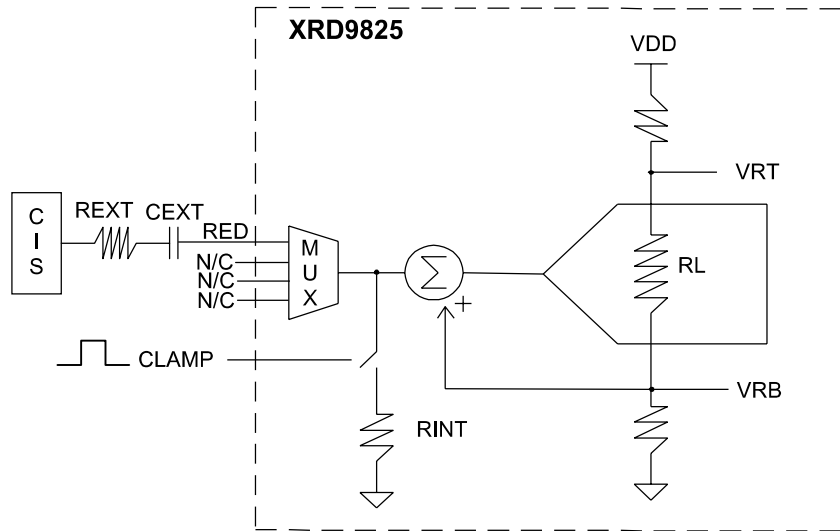 XRD9825
VDD
VRT
C
I
S
REXT
CEXT
RED
M
U
X
N/C
N/C
N/C
Σ
+
RL
CLAMP
VRB
RINT